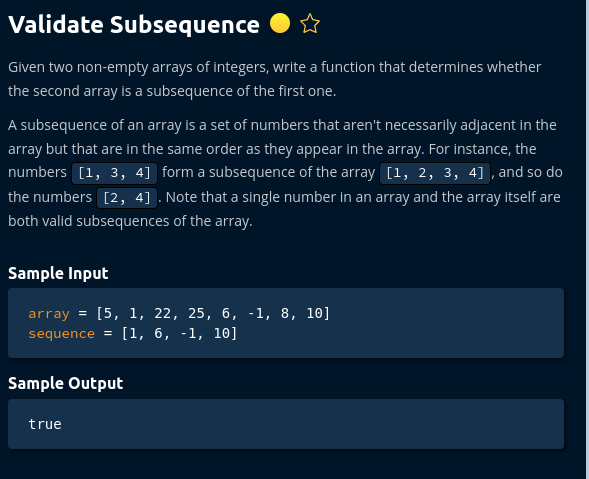 Validate Subsequence
Given two non-empty arrays of integers, write a function that determines whether
the second array is a subsequence of the first one.
A subsequence of an array is a set of numbers that aren't necessarily adjacent in the
array but that are in the same order as they appear in the array. For instance, the
numbers [1, 3, 4] form a subsequence of the array [1, 2, 3, 4], and so do
the numbers [2, 4]. Note that a single number in an array and the array itself are
both valid subsequences of the array.
Sample Input
array = [5, 1, 22, 25, 6, -1, 8, 10]
sequence = [1, 6, -1, 10]
Sample Output
true